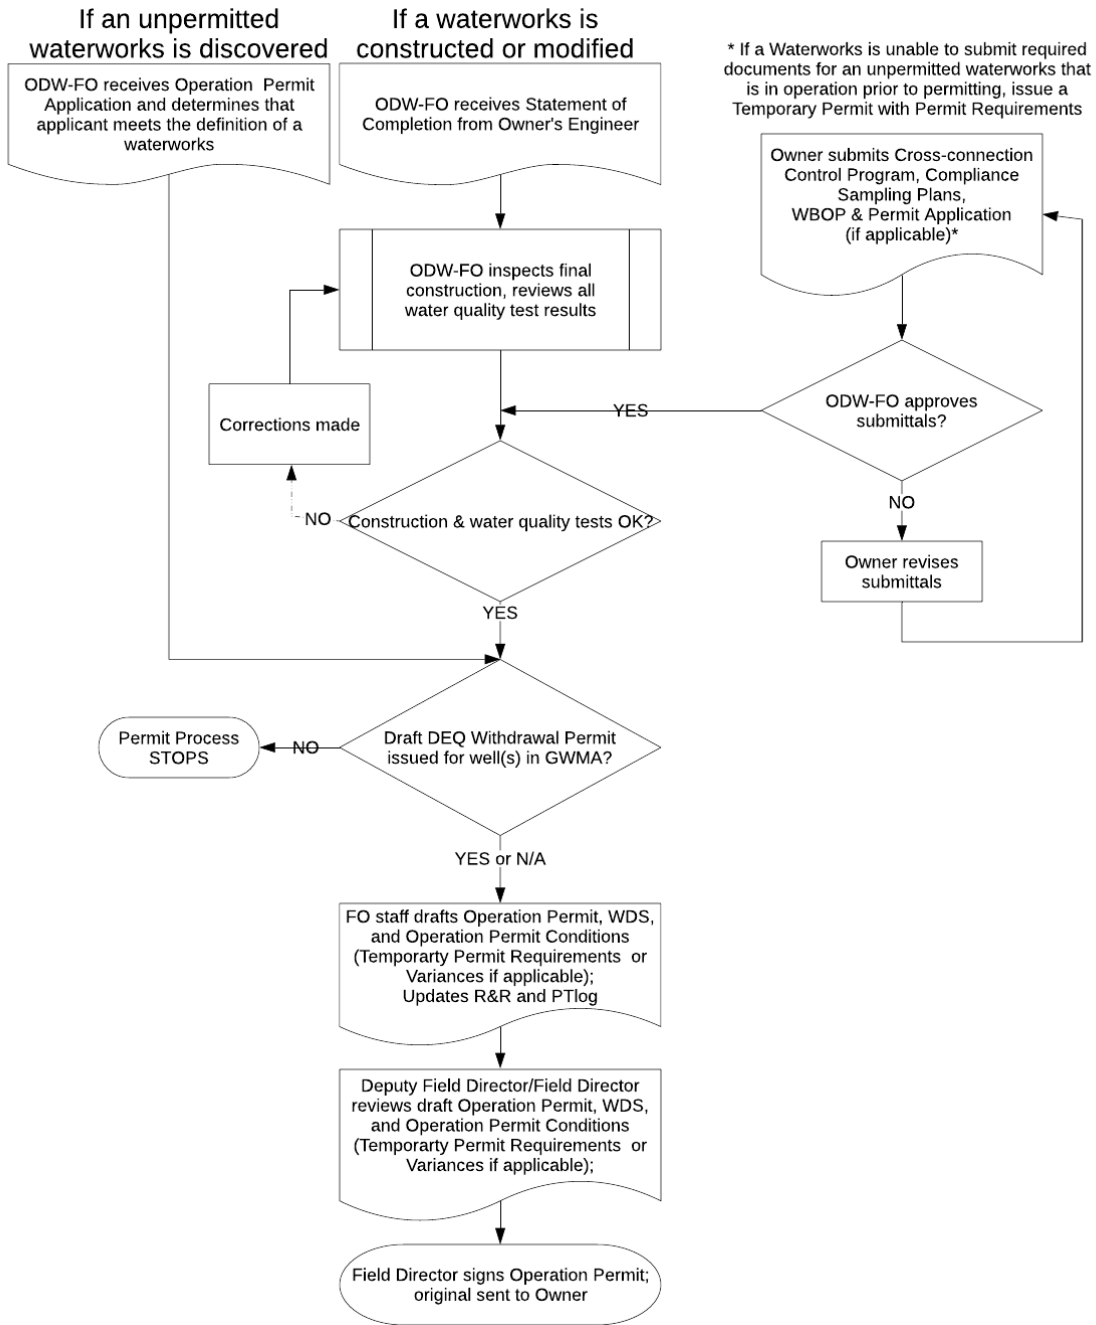 If an unpermitted
waterworks is discovered
ODW-FO receives Operation  Permit
Application and determines that
applicant meets the definition of a
waterworks
If a waterworks is
constructed or modified
ODW-FO receives Statement of
Completion from Owner's Engineer
* If a Waterworks is unable to submit required
documents for an unpermitted waterworks that
is in operation prior to permitting, issue a
Temporary Permit with Permit Requirements
Owner submits Cross-connection
Control Program, Compliance
Sampling Plans,
WBOP & Permit Application
(if applicable)*
ODW-FO inspects final
construction, reviews all
water quality test results
Corrections made
YES
ODW-FO approves
submittals?
NO
Owner revises
submittals
NO
Construction & water quality tests OK?
YES
Permit Process
STOPS
NO
Draft DEQ Withdrawal Permit
issued for well(s) in GWMA?
YES or N/A
FO staff drafts Operation Permit, WDS,
and Operation Permit Conditions
(Temporarty Permit Requirements  or
Variances if applicable);
Updates R&R and PTlog
Deputy Field Director/Field Director
reviews draft Operation Permit, WDS,
and Operation Permit Conditions
(Temporarty Permit Requirements  or
Variances if applicable);
Field Director signs Operation Permit;
original sent to Owner